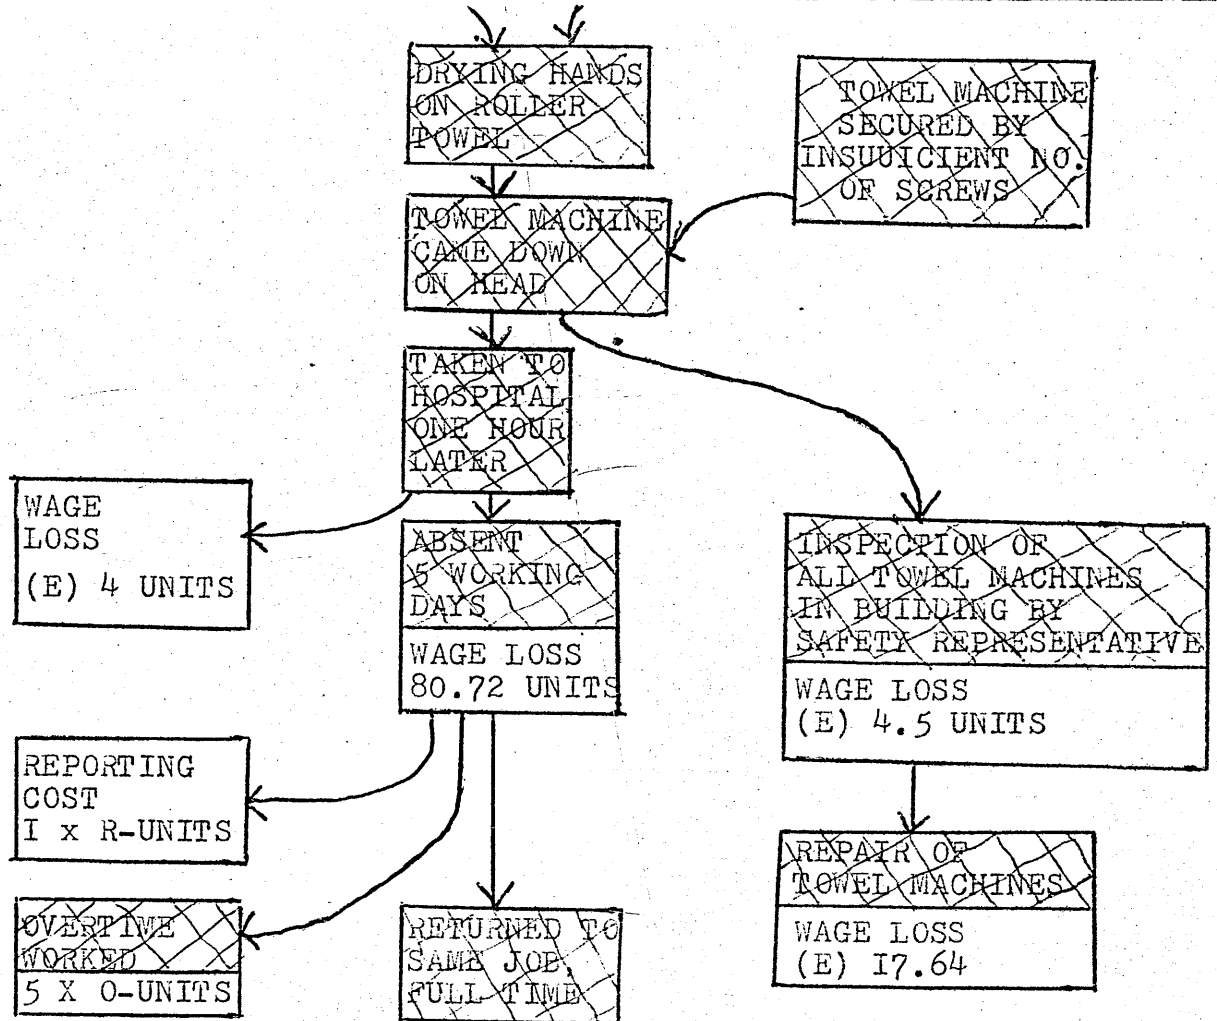 DRYING HANDS
ON ROLLER
TOWEL
TOWEL MACHINE
SECURED BY
INSUUICIENT NO.
OF SCREWS
TOWEL MACHINE
CAME DOWN
ON HEAD
TAKEN TO
HOSPITAL
ONE HOUR
LATER
WAGE
LOSS
(E) 4 UNITS
ABSENT
5 WORKING
DAYS
WAGE LOSS
80.72 UNITS
INSPECTION OF
ALL TOWEL MACHINES
IN BUILDING BY
SAFETY REPRESENTATIVE
WAGE LOSS
(E) 4.5 UNITS
REPORTING
COST
I x R-UNITS
REPAIR OF
TOWEL MACHINES
WAGE LOSS
(E) I7.64
OVERTIME
WORKED
5 X O-UNITS
RETURNED TO
SAME JOB,
FULL TIME